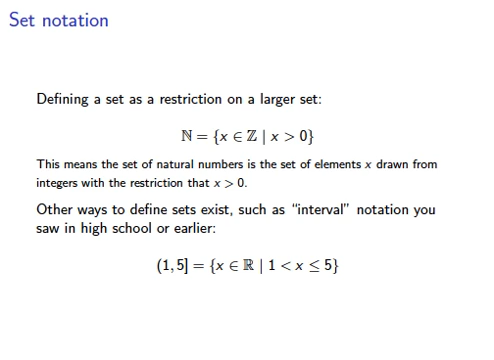 Set notation
Defining a set as a restriction on a larger set:
ℕ = {x ∈ ℤ | x > 0}
This means the set of natural numbers is the set of elements x drawn from
integers with the restriction that x > 0.
Other ways to define sets exist, such as “interval” notation you
saw in high school or earlier:
(1, 5] = {x ∈ ℝ | 1 < x ≤ 5}